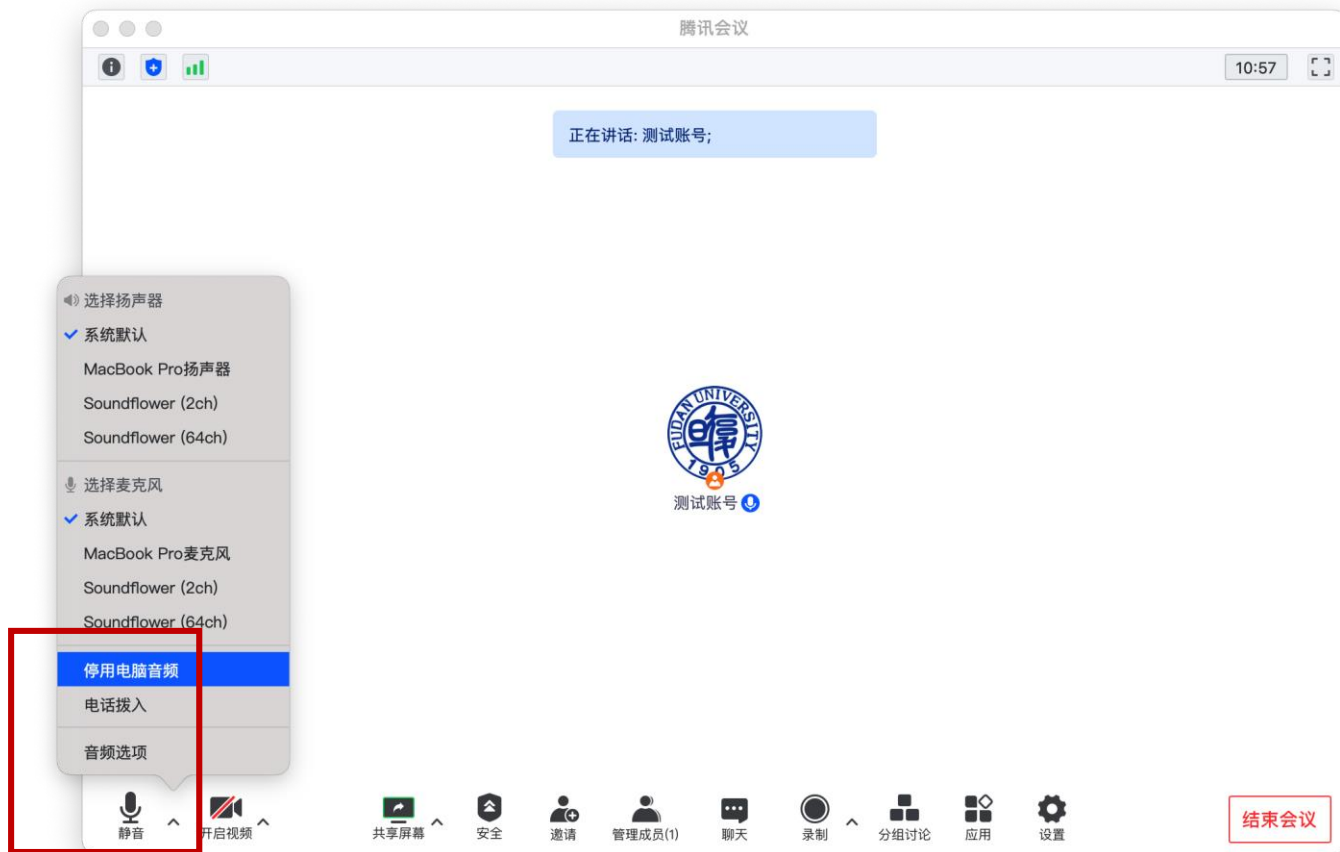 腾讯会议
10:57
正在讲话: 测试账号;
选择扬声器
系统默认
MacBook Pro扬声器
Soundflower (2ch)
Soundflower (64ch)
选择麦克风
系统默认
MacBook Pro麦克风
Soundflower (2ch)
Soundflower (64ch)
停用电脑音频
电话拨入
音频选项
FUDAN UNIVERSITY
1905
测试账号
静音
开启视频
共享屏幕
安全
邀请
管理成员(1)
聊天
录制
分组讨论
应用
设置
结束会议